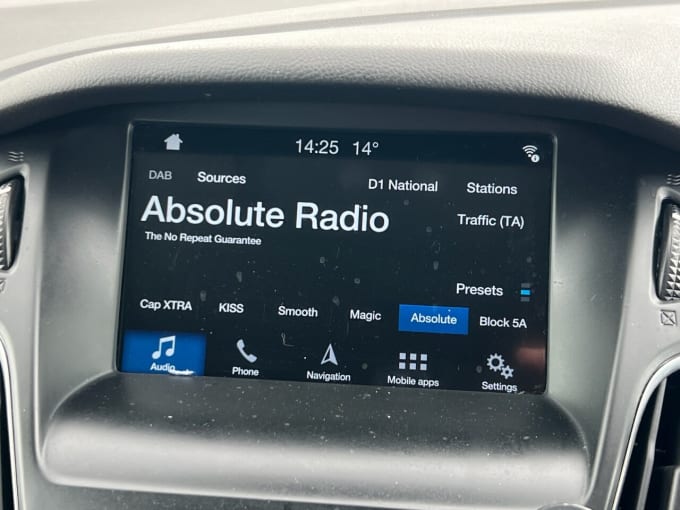 14:25 14°
DAB Sources D1 National Stations
Absolute Radio Traffic (TA)
The No Repeat Guarantee
Presets
Cap XTRA KISS Smooth Magic Absolute Block 5A
Audio Phone Navigation Mobile apps Settings